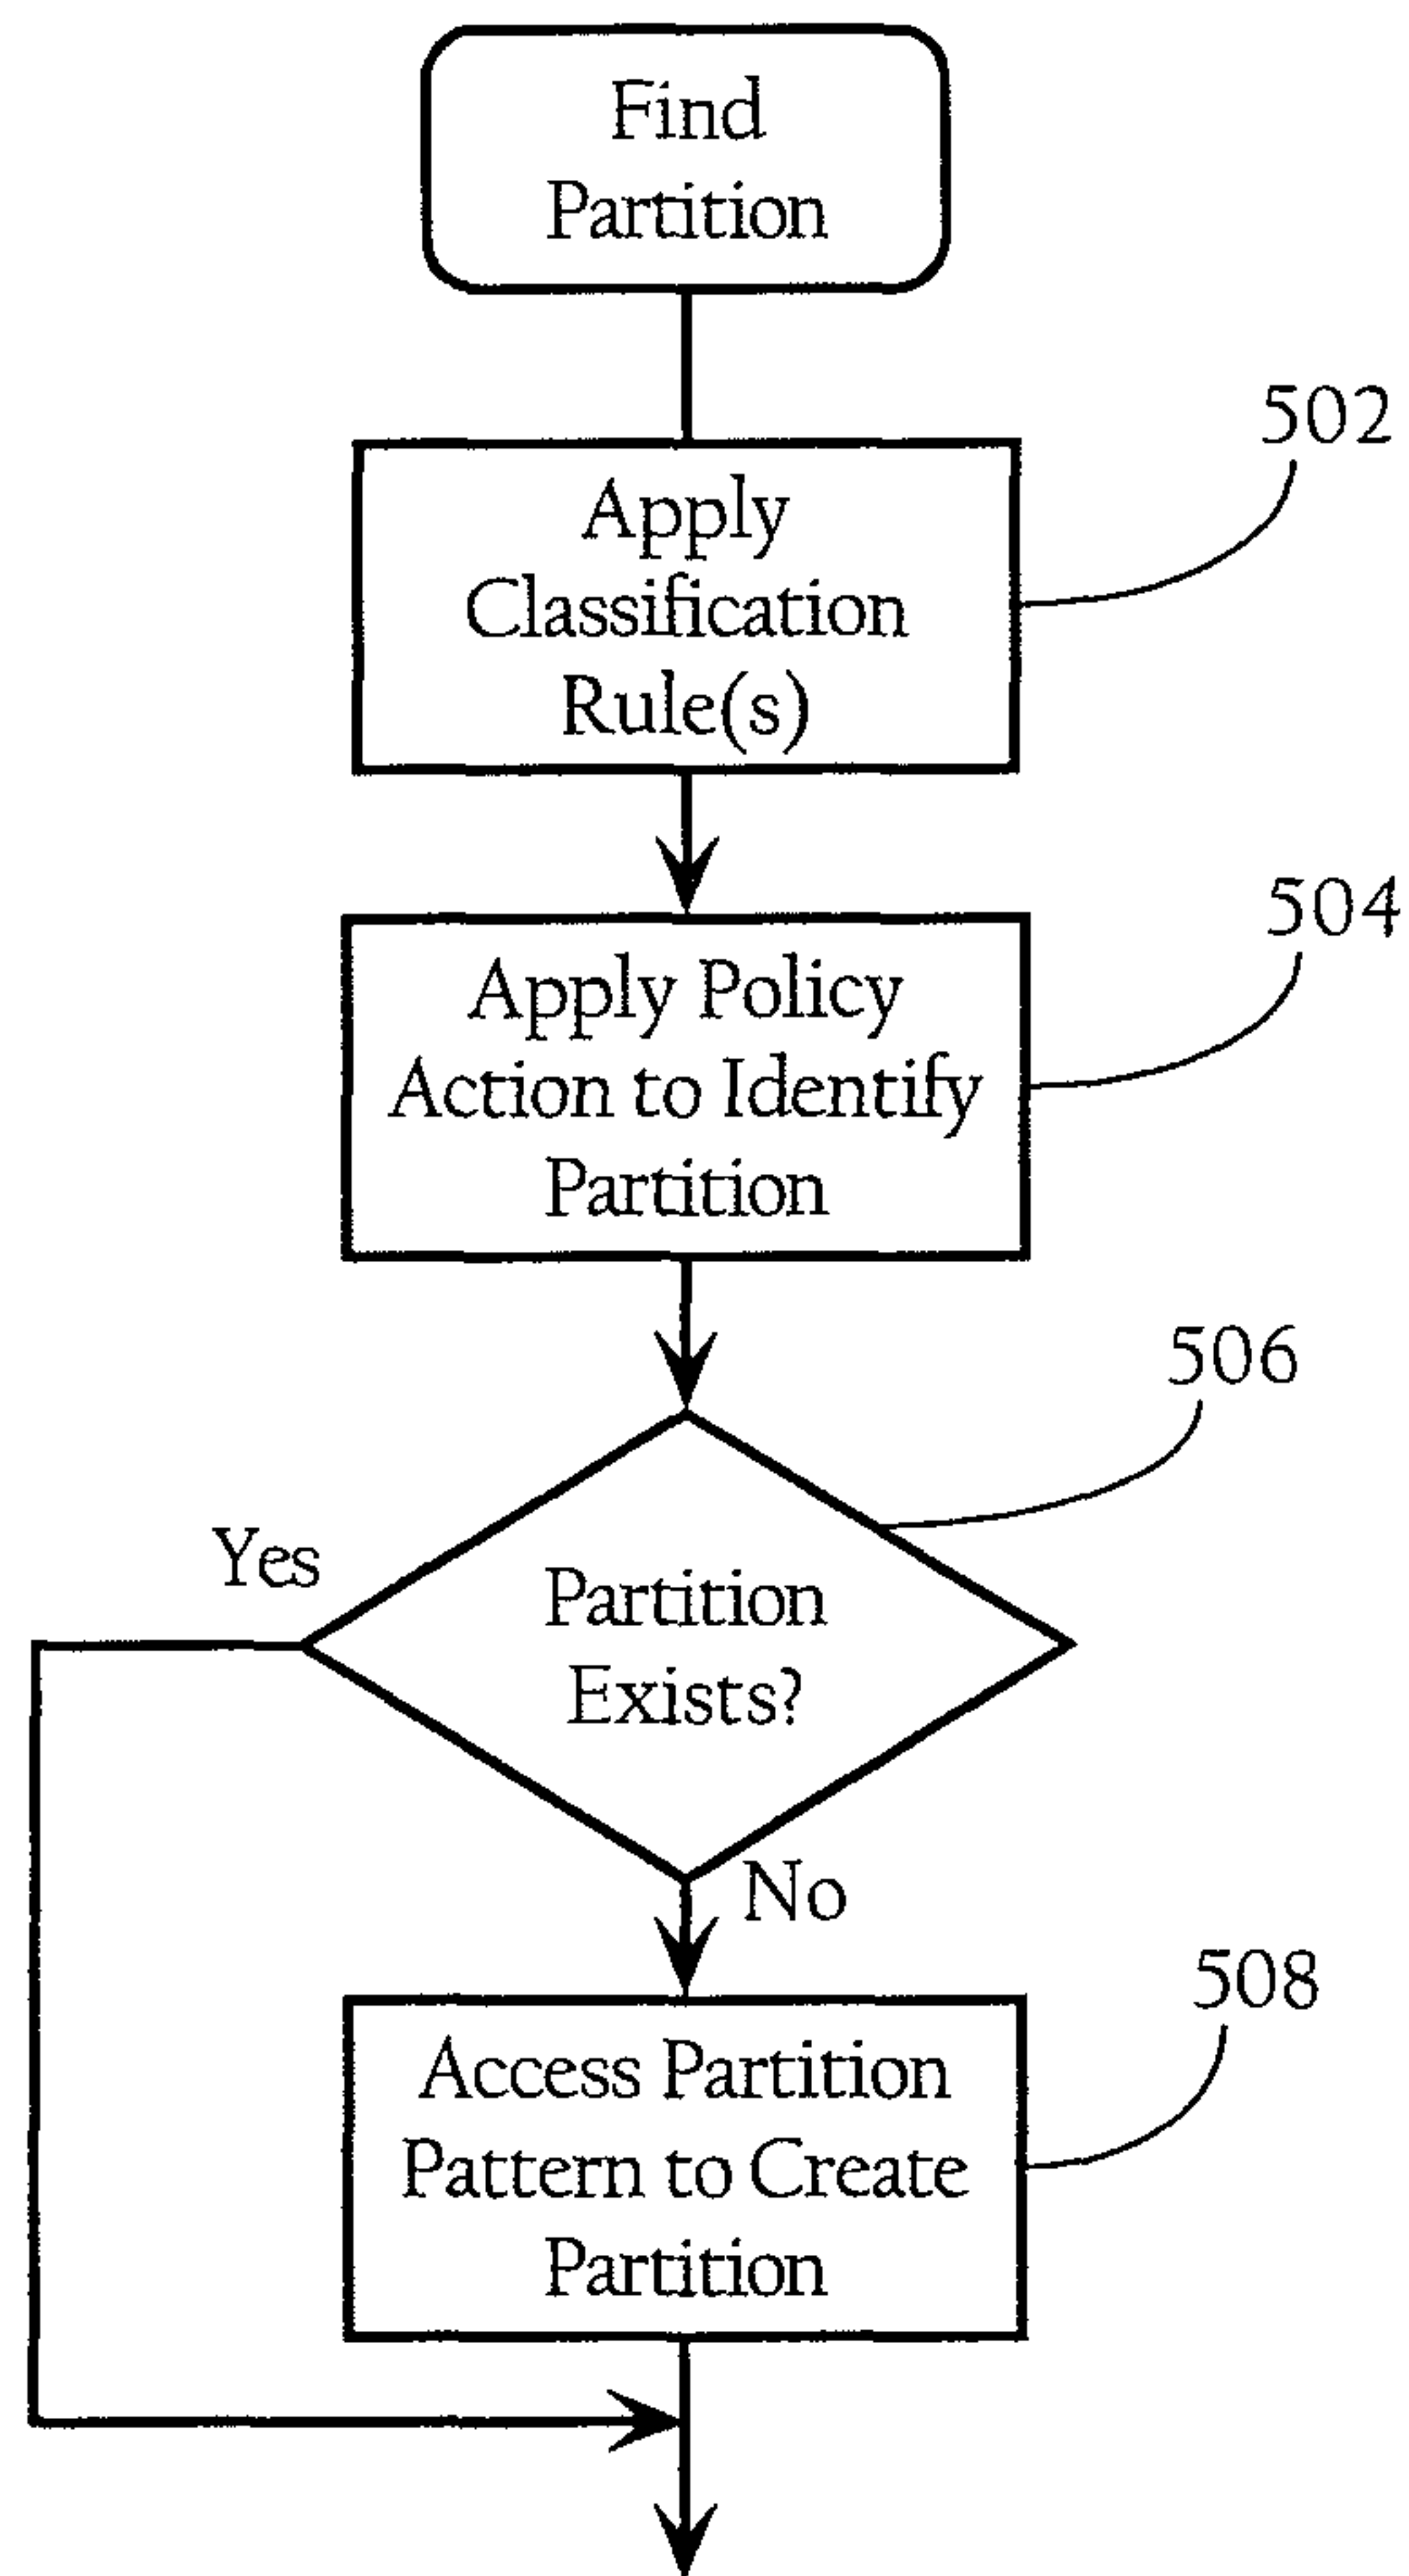 Find
Partition
502
Apply
Classification
Rule(s)
504
Apply Policy
Action to Identify
Partition
506
Yes
Partition
Exists?
No
508
Access Partition
Pattern to Create
Partition